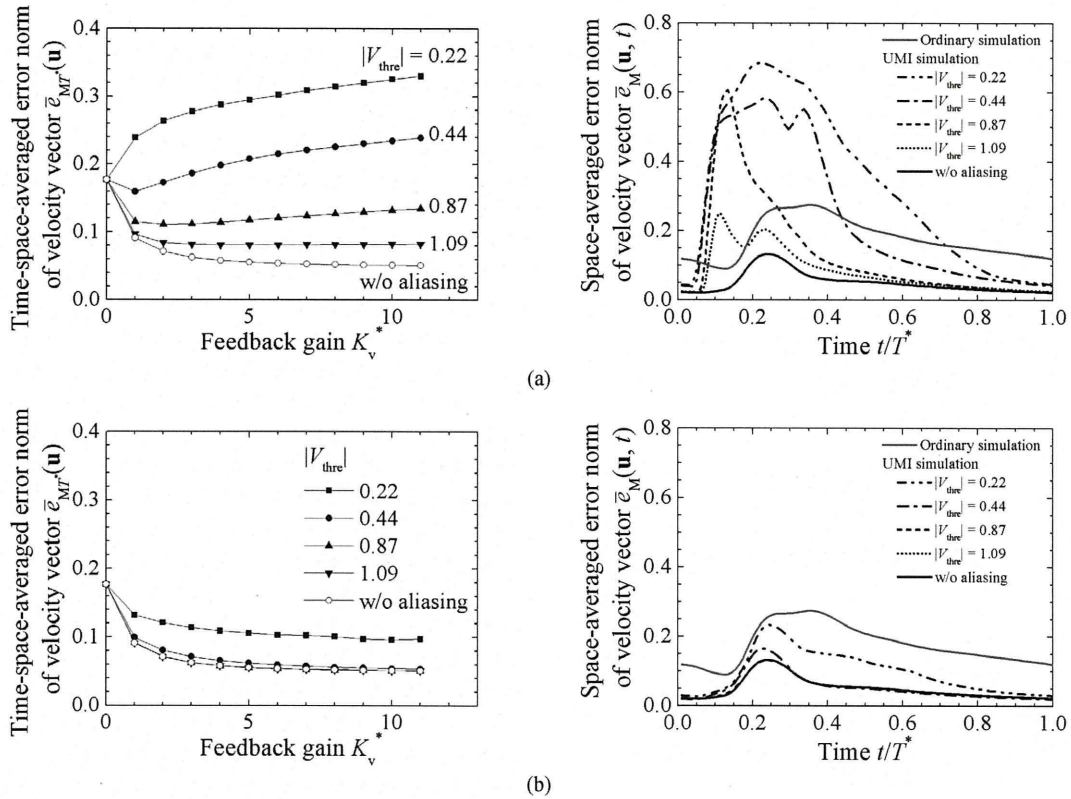 Time-space-averaged error norm
of velocity vector ē_MT*(u)
0.4
0.3
0.2
0.1
0.0
|V_thre| = 0.22
0.44
0.87
1.09
w/o aliasing
0
5
10
Feedback gain K_v*
Space-averaged error norm
of velocity vector ē_M(u, t)
0.8
0.6
0.4
0.2
0.0
Ordinary simulation
UMI simulation
|V_thre| = 0.22
|V_thre| = 0.44
|V_thre| = 0.87
|V_thre| = 1.09
w/o aliasing
0.0
0.2
0.4
0.6
0.8
1.0
Time t/T*
(a)
Time-space-averaged error norm
of velocity vector ē_MT*(u)
0.4
0.3
0.2
0.1
0.0
|V_thre|
0.22
0.44
0.87
1.09
w/o aliasing
0
5
10
Feedback gain K_v*
Space-averaged error norm
of velocity vector ē_M(u, t)
0.8
0.6
0.4
0.2
0.0
Ordinary simulation
UMI simulation
|V_thre| = 0.22
|V_thre| = 0.44
|V_thre| = 0.87
|V_thre| = 1.09
w/o aliasing
0.0
0.2
0.4
0.6
0.8
1.0
Time t/T*
(b)